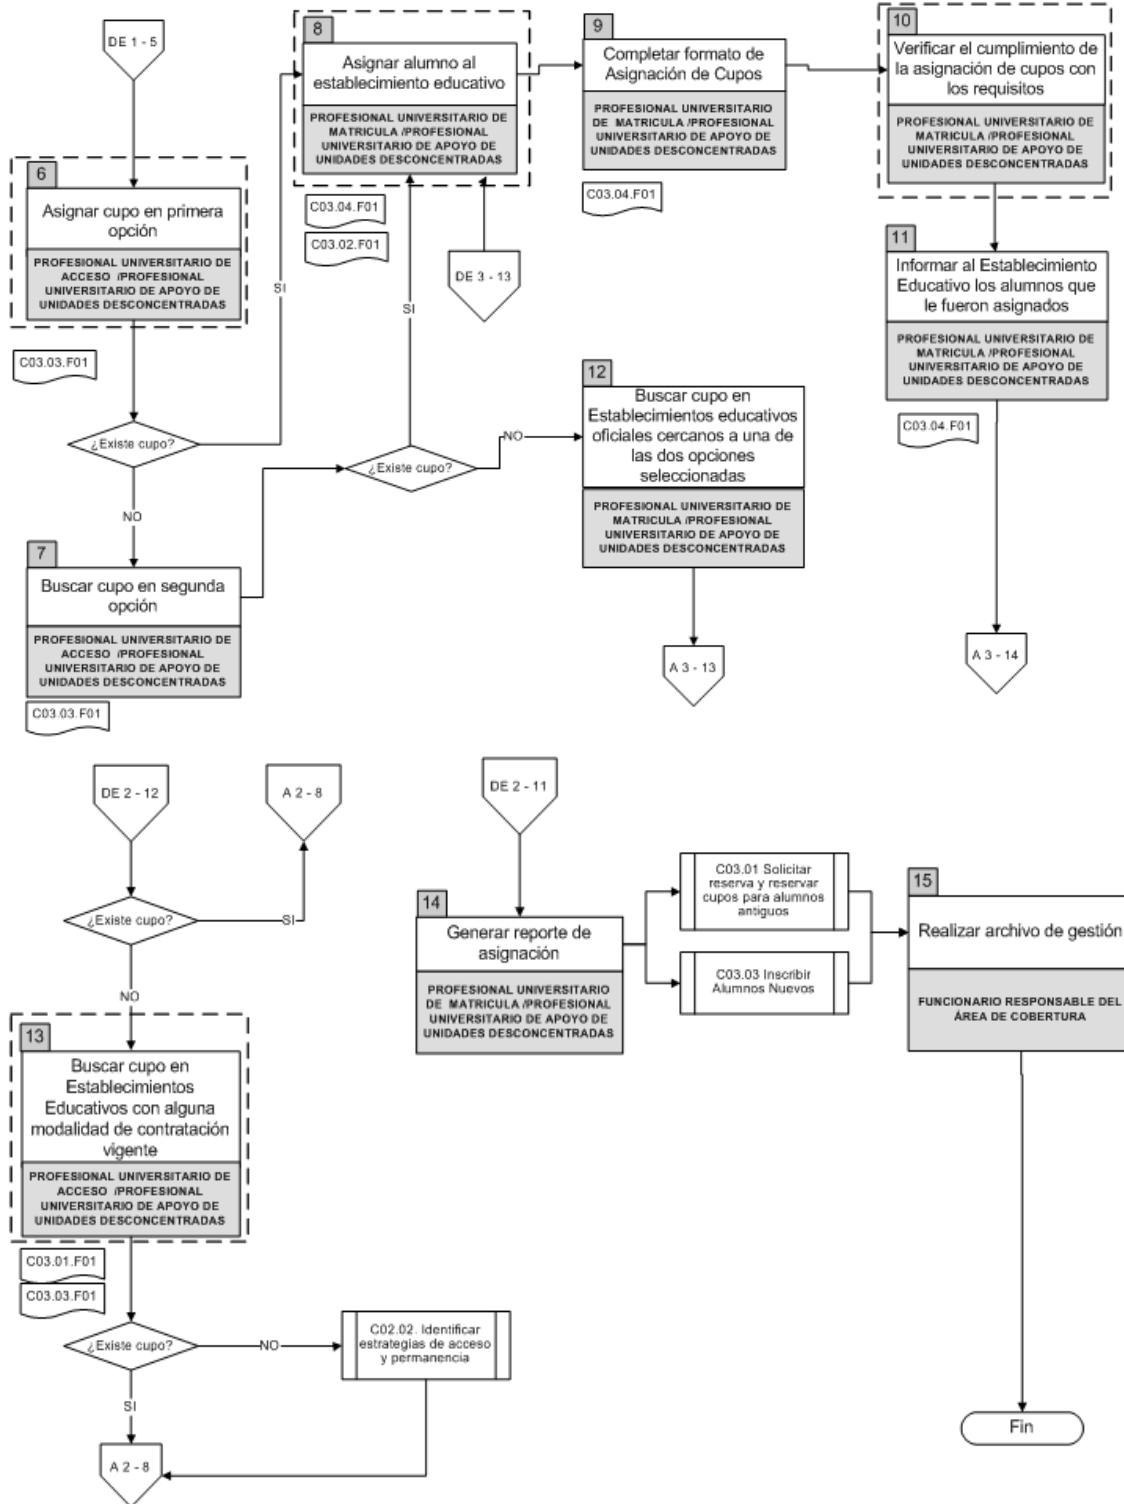 DE 1 - 5
6
Asignar cupo en primera
opción
PROFESIONAL UNIVERSITARIO DE
ACCESO /PROFESIONAL
UNIVERSITARIO DE APOYO DE
UNIDADES DESCONCENTRADAS
C03.03.F01
¿Existe cupo?
SI
NO
7
Buscar cupo en segunda
opción
PROFESIONAL UNIVERSITARIO DE
ACCESO /PROFESIONAL
UNIVERSITARIO DE APOYO DE
UNIDADES DESCONCENTRADAS
C03.03.F01
8
Asignar alumno al
establecimiento educativo
PROFESIONAL UNIVERSITARIO DE
MATRICULA /PROFESIONAL
UNIVERSITARIO DE APOYO DE
UNIDADES DESCONCENTRADAS
C03.04.F01
C03.02.F01
DE 3 - 13
SI
¿Existe cupo?
NO
9
Completar formato de
Asignación de Cupos
PROFESIONAL UNIVERSITARIO
DE MATRICULA /PROFESIONAL
UNIVERSITARIO DE APOYO DE
UNIDADES DESCONCENTRADAS
C03.04.F01
12
Buscar cupo en
Establecimientos educativos
oficiales cercanos a una de
las dos opciones
seleccionadas
PROFESIONAL UNIVERSITARIO DE
MATRICULA /PROFESIONAL
UNIVERSITARIO DE APOYO DE
UNIDADES DESCONCENTRADAS
A 3 - 13
10
Verificar el cumplimiento de
la asignación de cupos con
los requisitos
PROFESIONAL UNIVERSITARIO DE
MATRICULA /PROFESIONAL
UNIVERSITARIO DE APOYO DE
UNIDADES DESCONCENTRADAS
11
Informar al Establecimiento
Educativo los alumnos que
le fueron asignados
PROFESIONAL UNIVERSITARIO DE
MATRICULA /PROFESIONAL
UNIVERSITARIO DE APOYO DE
UNIDADES DESCONCENTRADAS
C03.04.F01
A 3 - 14
DE 2 - 12
A 2 - 8
¿Existe cupo?
SI
NO
13
Buscar cupo en
Establecimientos
Educativos con alguna
modalidad de contratación
vigente
PROFESIONAL UNIVERSITARIO DE
ACCESO /PROFESIONAL
UNIVERSITARIO DE APOYO DE
UNIDADES DESCONCENTRADAS
C03.01.F01
C03.03.F01
¿Existe cupo?
NO
C02.02. Identificar
estrategias de acceso
y permanencia
SI
A 2 - 8
DE 2 - 11
14
Generar reporte de
asignación
PROFESIONAL UNIVERSITARIO
DE MATRICULA /PROFESIONAL
UNIVERSITARIO DE APOYO DE
UNIDADES DESCONCENTRADAS
C03.01 Solicitar
reserva y reservar
cupos para alumnos
antiguos
C03.03 Inscribir
Alumnos Nuevos
15
Realizar archivo de gestión
FUNCIONARIO RESPONSABLE DEL
ÁREA DE COBERTURA
Fin